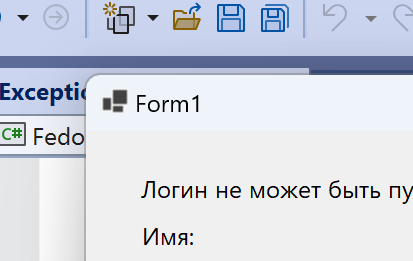 Exceptio
C# Fedo
Form1
Логин не может быть пу
Имя: